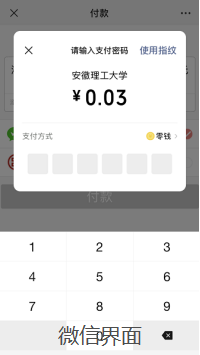 付款
请输入支付密码 使用指纹
安徽理工大学
¥ 0.03
支付方式 零钱
付款
1 2 3
4 5 6
7 8 9
0
微信界面